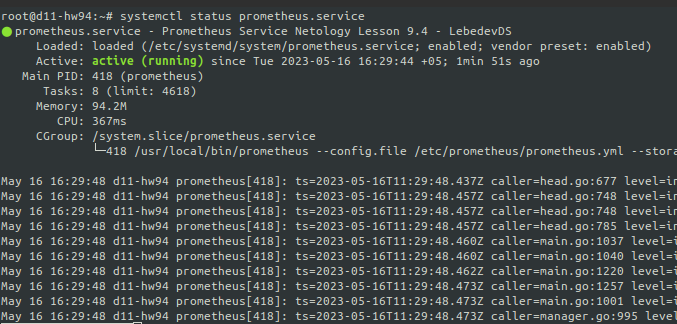 root@d11-hw94:~# systemctl status prometheus.service
● prometheus.service - Prometheus Service Netology Lesson 9.4 - LebedevDS
Loaded: loaded (/etc/systemd/system/prometheus.service; enabled; vendor preset: enabled)
Active: active (running) since Tue 2023-05-16 16:29:44 +05; 1min 51s ago
Main PID: 418 (prometheus)
Tasks: 8 (limit: 4618)
Memory: 94.2M
CPU: 367ms
CGroup: /system.slice/prometheus.service
└─418 /usr/local/bin/prometheus --config.file /etc/prometheus/prometheus.yml --stora
May 16 16:29:48 d11-hw94 prometheus[418]: ts=2023-05-16T11:29:48.437Z caller=head.go:677 level=in
May 16 16:29:48 d11-hw94 prometheus[418]: ts=2023-05-16T11:29:48.457Z caller=head.go:748 level=in
May 16 16:29:48 d11-hw94 prometheus[418]: ts=2023-05-16T11:29:48.457Z caller=head.go:748 level=in
May 16 16:29:48 d11-hw94 prometheus[418]: ts=2023-05-16T11:29:48.457Z caller=head.go:785 level=in
May 16 16:29:48 d11-hw94 prometheus[418]: ts=2023-05-16T11:29:48.460Z caller=main.go:1037 level=i
May 16 16:29:48 d11-hw94 prometheus[418]: ts=2023-05-16T11:29:48.460Z caller=main.go:1040 level=i
May 16 16:29:48 d11-hw94 prometheus[418]: ts=2023-05-16T11:29:48.462Z caller=main.go:1220 level=i
May 16 16:29:48 d11-hw94 prometheus[418]: ts=2023-05-16T11:29:48.473Z caller=main.go:1257 level=i
May 16 16:29:48 d11-hw94 prometheus[418]: ts=2023-05-16T11:29:48.473Z caller=main.go:1001 level=i
May 16 16:29:48 d11-hw94 prometheus[418]: ts=2023-05-16T11:29:48.473Z caller=manager.go:995 level